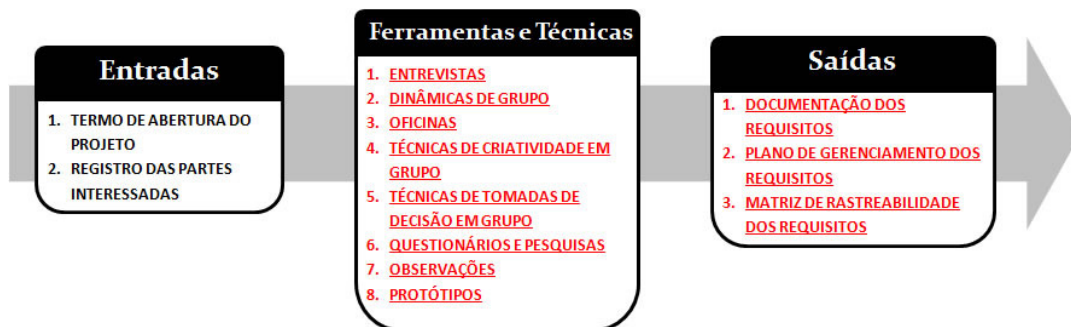 Entradas
1. TERMO DE ABERTURA DO
PROJETO
2. REGISTRO DAS PARTES
INTERESSADAS
Ferramentas e Técnicas
1. ENTREVISTAS
2. DINÂMICAS DE GRUPO
3. OFICINAS
4. TÉCNICAS DE CRIATIVIDADE EM
GRUPO
5. TÉCNICAS DE TOMADAS DE
DECISÃO EM GRUPO
6. QUESTIONÁRIOS E PESQUISAS
7. OBSERVAÇÕES
8. PROTÓTIPOS
Saídas
1. DOCUMENTAÇÃO DOS
REQUISITOS
2. PLANO DE GERENCIAMENTO DOS
REQUISITOS
3. MATRIZ DE RASTREABILIDADE
DOS REQUISITOS